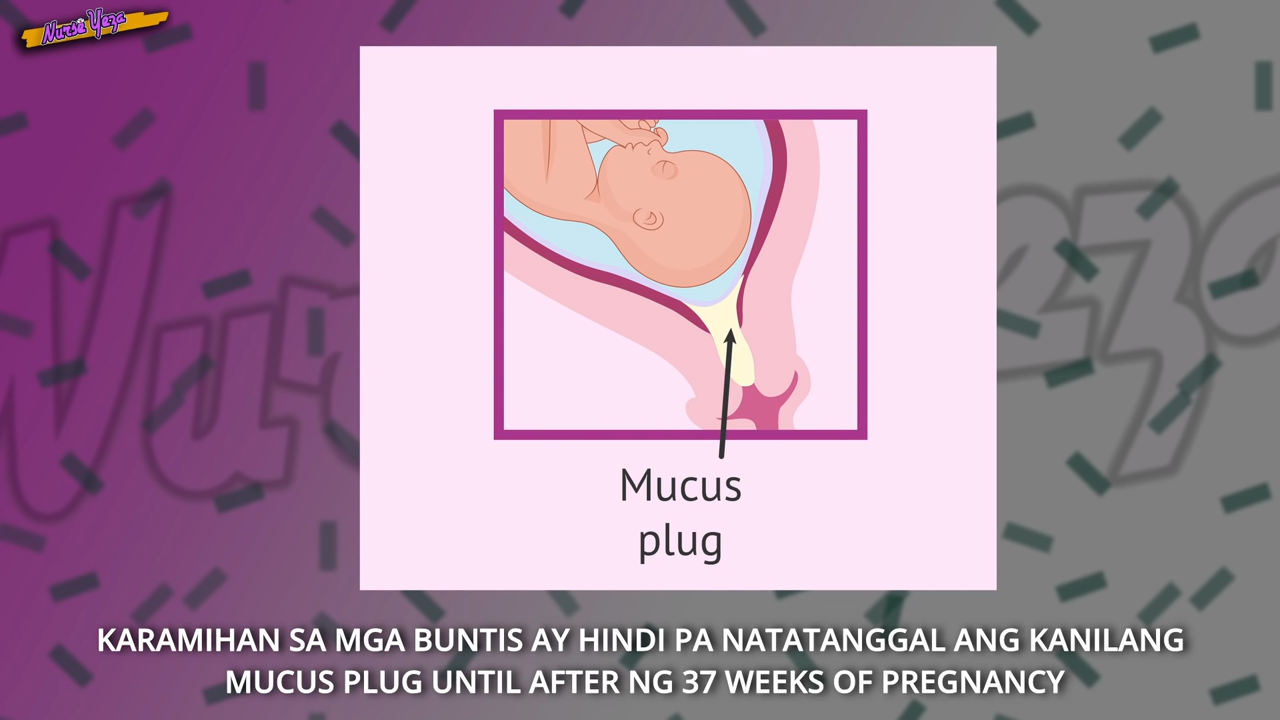 Nurse Yeza
Mucus
plug
KARAMIHAN SA MGA BUNTIS AY HINDI PA NATATANGGAL ANG KANILANG
MUCUS PLUG UNTIL AFTER NG 37 WEEKS OF PREGNANCY